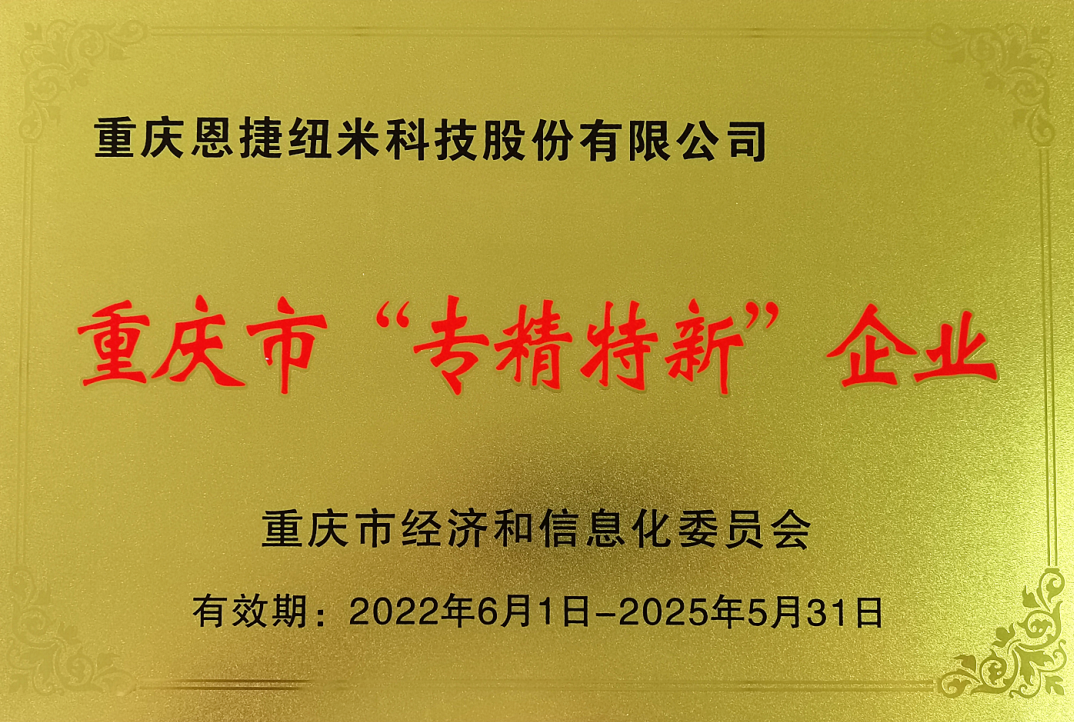 重庆恩捷纽米科技股份有限公司
重庆市“专精特新”企业
重庆市经济和信息化委员会
有效期：2022年6月1日-2025年5月31日